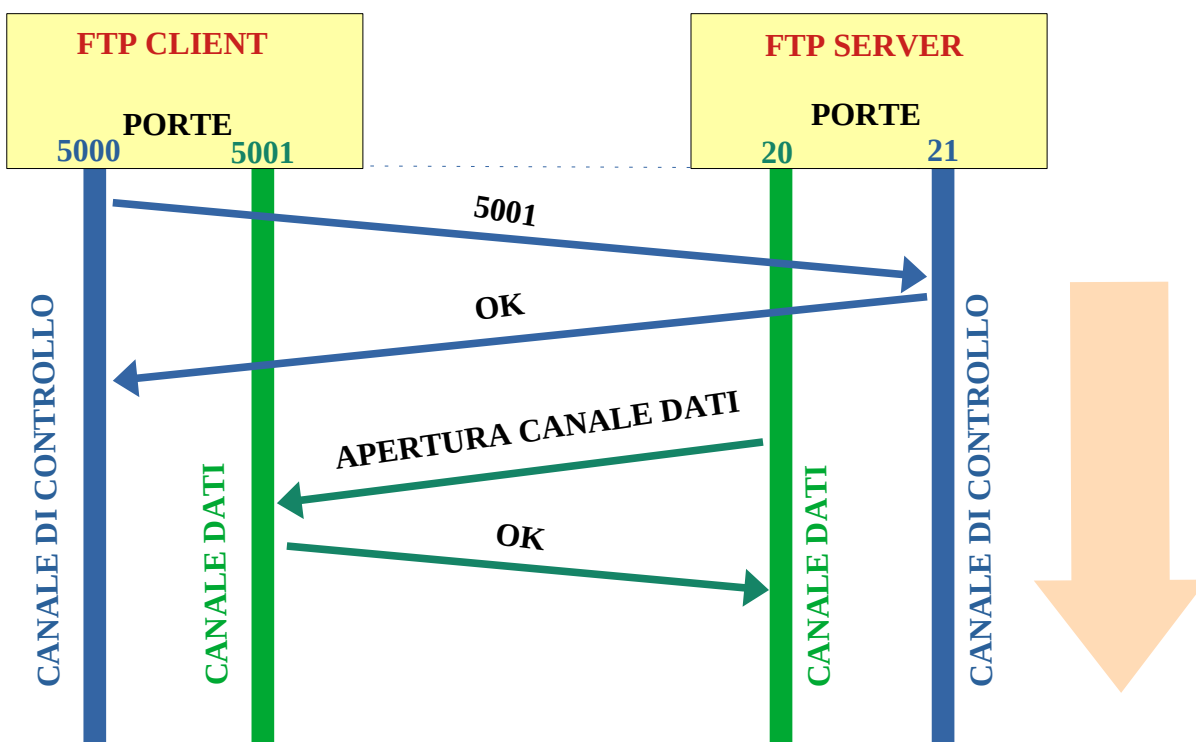 FTP CLIENT
PORTE
5000
5001
FTP SERVER
PORTE
20
21
5001
OK
APERTURA CANALE DATI
OK
CANALE DI CONTROLLO
CANALE DATI
CANALE DATI
CANALE DI CONTROLLO